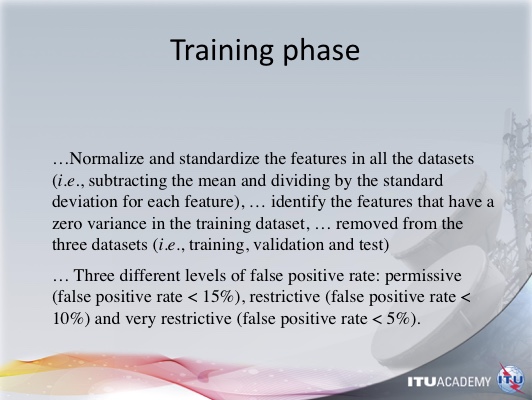 Training phase
…Normalize and standardize the features in all the datasets
(i.e., subtracting the mean and dividing by the standard
deviation for each feature), … identify the features that have a
zero variance in the training dataset, … removed from the
three datasets (i.e., training, validation and test)
… Three different levels of false positive rate: permissive
(false positive rate < 15%), restrictive (false positive rate <
10%) and very restrictive (false positive rate < 5%).
ITUACADEMY ITU